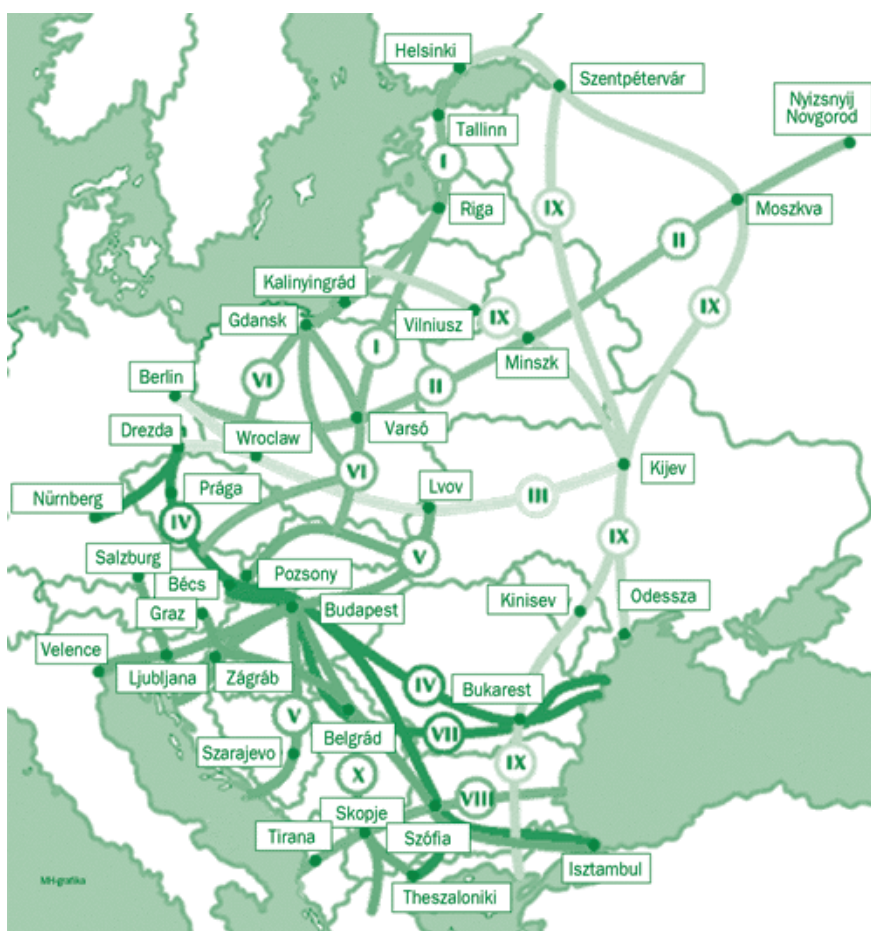 Helsinki
Szentpétervár
Nyizsnyij
Novgorod
Tallinn
I
Riga
IX
Moszkva
II
Kalinyingrád
IX
Gdansk
Vilniusz
IX
I
Minszk
VI
II
Berlin
Drezda
Wroclaw
Varsó
VI
Kijev
Prága
Lvov
III
Nürnberg
IV
IX
Salzburg
V
Pozsony
Bécs
Kinisev
Odessza
Graz
Budapest
Velence
Ljubljana
Zágráb
IV
Bukarest
V
VII
Belgrád
Szarajevo
IX
X
VIII
Skopje
Tirana
Szófia
Isztambul
MH-grafika
Theszaloniki